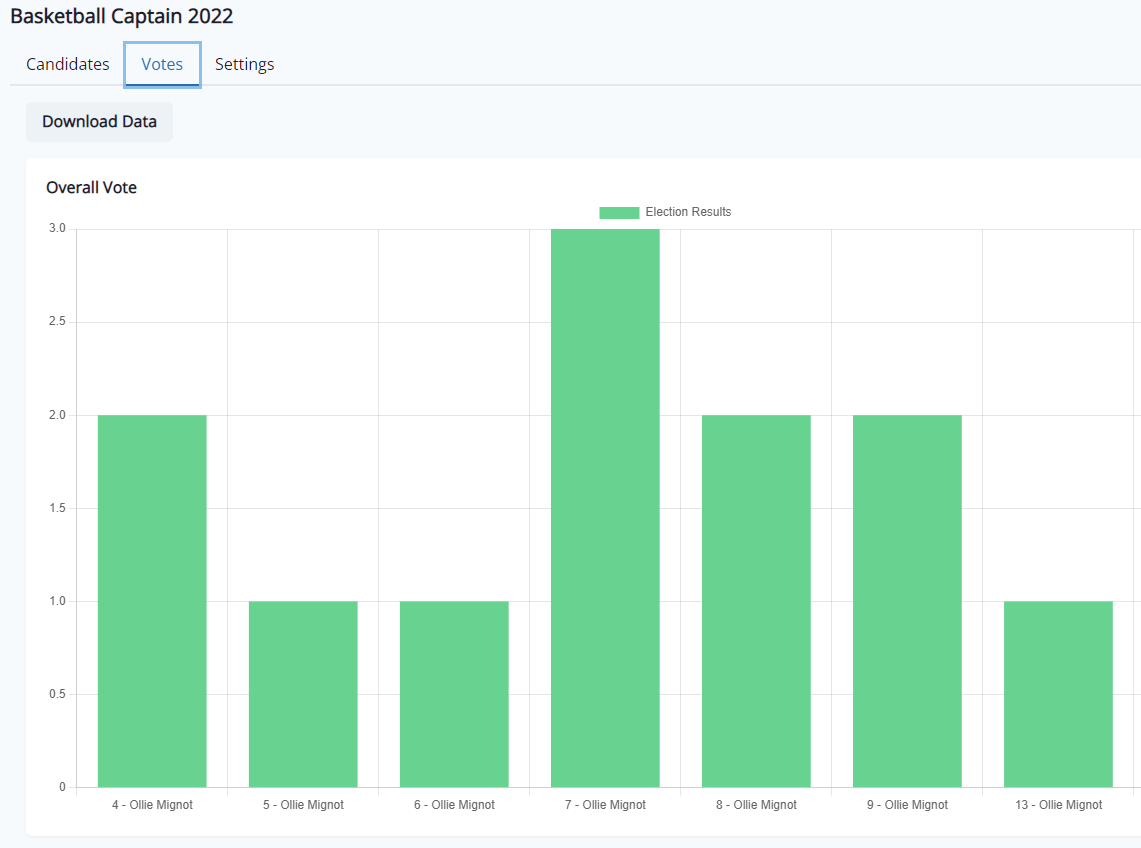 Basketball Captain 2022
Candidates Votes Settings
Download Data
Overall Vote
Election Results
3.0
2.5
2.0
1.5
1.0
0.5
0
4 - Ollie Mignot 5 - Ollie Mignot 6 - Ollie Mignot 7 - Ollie Mignot 8 - Ollie Mignot 9 - Ollie Mignot 13 - Ollie Mignot